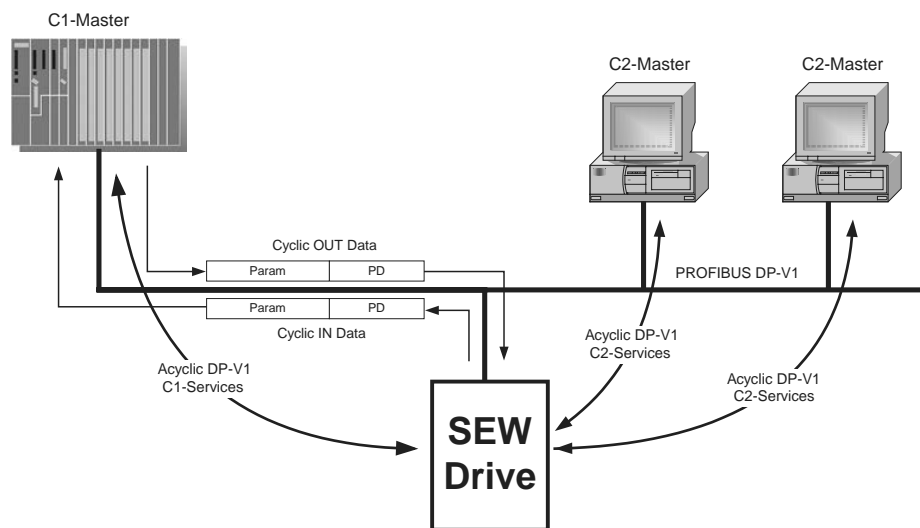 C1-Master
C2-Master
C2-Master
Cyclic OUT Data
Param
PD
PROFIBUS DP-V1
Param
PD
Cyclic IN Data
Acyclic DP-V1
C2-Services
Acyclic DP-V1
C1-Services
Acyclic DP-V1
C2-Services
SEW
Drive